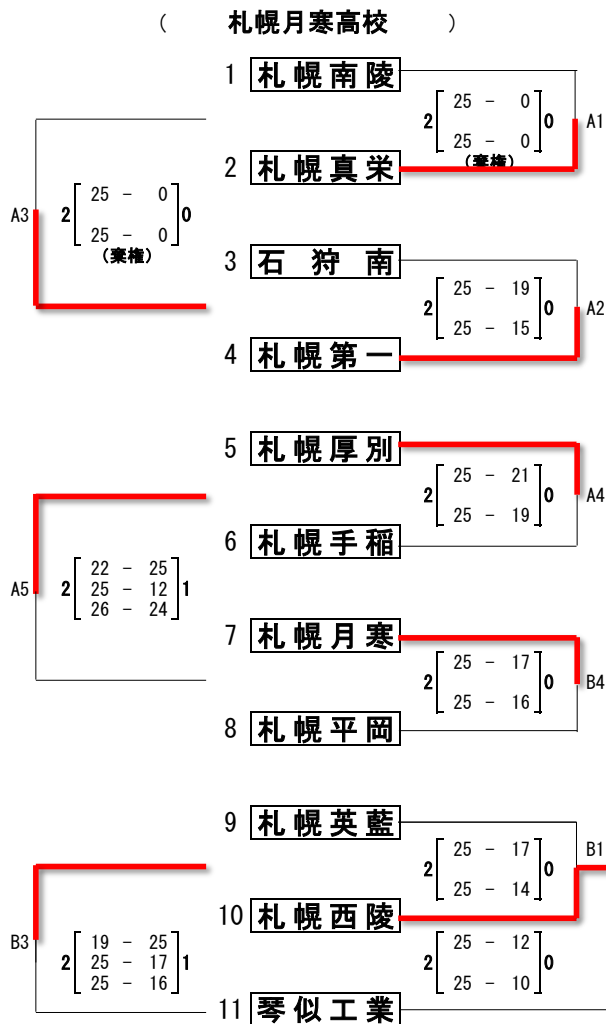 （ 札幌月寒高校 ）
1 札幌南陵
2 [ 25 － 0 ] 0 A1
25 － 0
(棄権)
2 札幌真栄
A3 2 [ 25 － 0 ] 0
25 － 0
(棄権)
3 石狩南
2 [ 25 － 19 ] 0 A2
25 － 15
4 札幌第一
5 札幌厚別
2 [ 25 － 21 ] 0 A4
25 － 19
6 札幌手稲
A5 2 [ 22 － 25 ] 1
25 － 12
26 － 24
7 札幌月寒
2 [ 25 － 17 ] 0 B4
25 － 16
8 札幌平岡
9 札幌英藍
2 [ 25 － 17 ] 0 B1
25 － 14
10 札幌西陵
B3 2 [ 19 － 25 ] 1
25 － 17
25 － 16
2 [ 25 － 12 ] 0
25 － 10
11 琴似工業